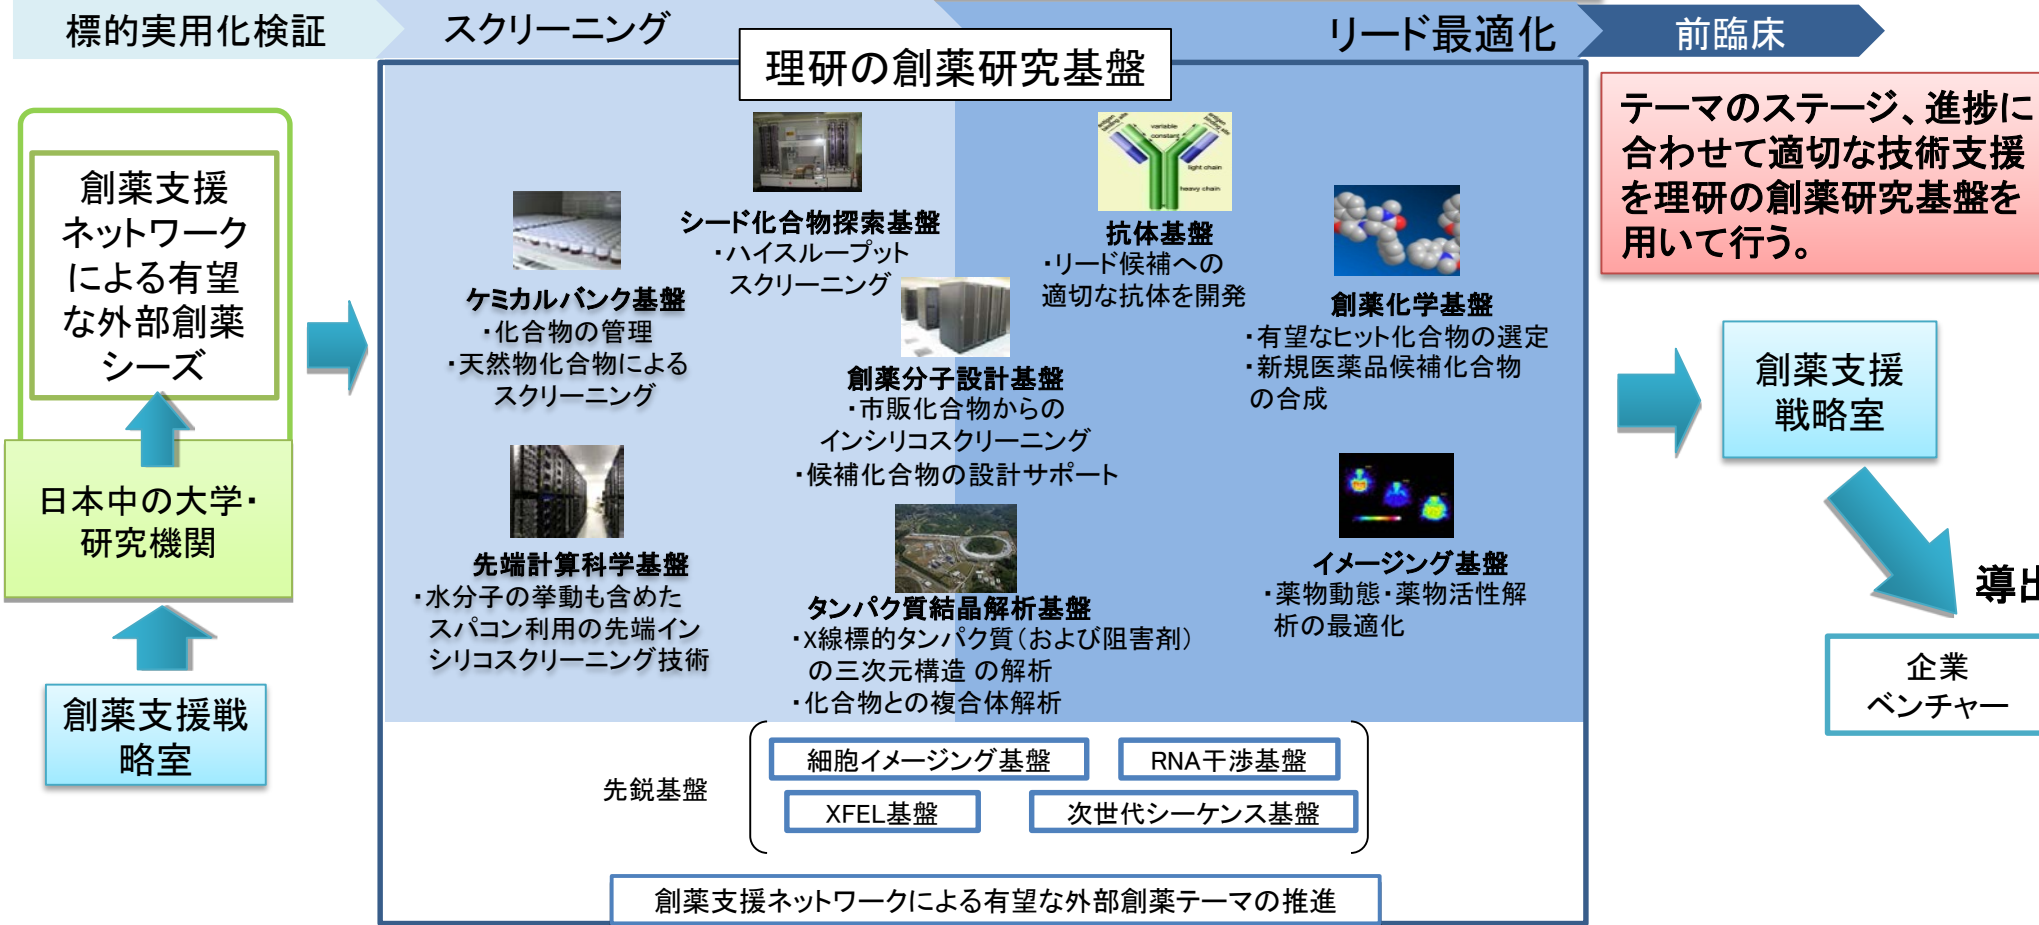 標的実用化検証
スクリーニング
リード最適化
前臨床
理研の創薬研究基盤
テーマのステージ、進捗に
合わせて適切な技術支援
を理研の創薬研究基盤を
用いて行う。
創薬支援
ネットワーク
による有望
な外部創薬
シーズ
日本中の大学・
研究機関
創薬支援戦
略室
シード化合物探索基盤
・ハイスループット
スクリーニング
ケミカルバンク基盤
・化合物の管理
・天然物化合物による
スクリーニング
antigen
binding site
antigen
binding site
variable
constant
light chain
heavy chain
抗体基盤
・リード候補への
適切な抗体を開発
創薬化学基盤
・有望なヒット化合物の選定
・新規医薬品候補化合物
の合成
創薬分子設計基盤
・市販化合物からの
インシリコスクリーニング
・候補化合物の設計サポート
先端計算科学基盤
・水分子の挙動も含めた
スパコン利用の先端イン
シリコスクリーニング技術
タンパク質結晶解析基盤
・X線標的タンパク質（および阻害剤）
の三次元構造 の解析
・化合物との複合体解析
イメージング基盤
・薬物動態・薬物活性解
析の最適化
創薬支援
戦略室
導出
企業
ベンチャー
先鋭基盤
細胞イメージング基盤
RNA干渉基盤
XFEL基盤
次世代シーケンス基盤
創薬支援ネットワークによる有望な外部創薬テーマの推進